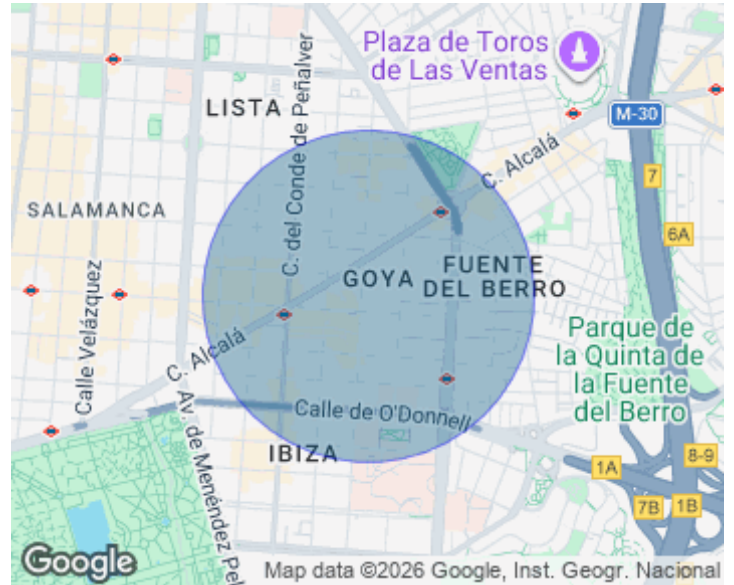 Plaza de Toros
de Las Ventas
LISTA
C. del Conde de Peñalver
M-30
C. Alcalá
7
SALAMANCA
6A
GOYA
FUENTE
DEL BERRO
Calle Velázquez
C. Alcalá
Parque de
la Quinta de
la Fuente
del Berro
Av. de Menéndez Pel
Calle de O'Donnell
IBIZA
1A
8-9
7B
1B
Google
Map data ©2026 Google, Inst. Geogr. Nacional